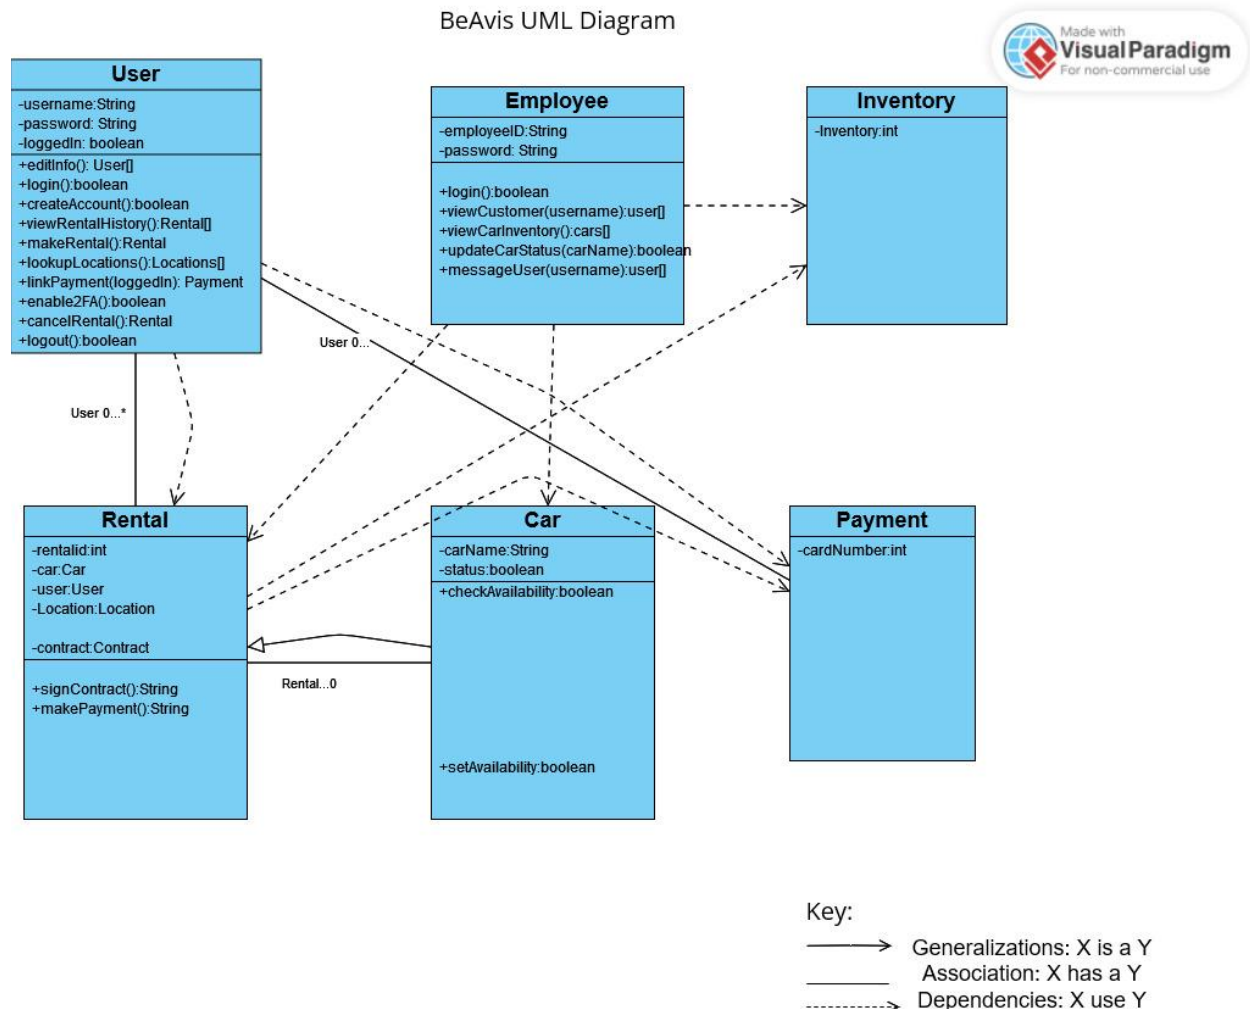 BeAvis UML Diagram
Made with
Visual Paradigm
For non-commercial use
User
-username:String
-password: String
-loggedIn: boolean
+editInfo(): User[]
+login():boolean
+createAccount():boolean
+viewRentalHistory():Rental[]
+makeRental():Rental
+lookupLocations():Locations[]
+linkPayment(loggedIn): Payment
+enable2FA():boolean
+cancelRental():Rental
+logout():boolean
Employee
-employeeID:String
-password: String
+login():boolean
+viewCustomer(username):user[]
+viewCarInventory():cars[]
+updateCarStatus(carName):boolean
+messageUser(username):user[]
Inventory
-Inventory:int
User 0...
User 0...*
Rental
-rentalid:int
-car:Car
-user:User
-Location:Location
-contract:Contract
+signContract():String
+makePayment():String
Rental...0
Car
-carName:String
-status:boolean
+checkAvailability:boolean
+setAvailability:boolean
Payment
-cardNumber:int
Key:
Generalizations: X is a Y
Association: X has a Y
Dependencies: X use Y